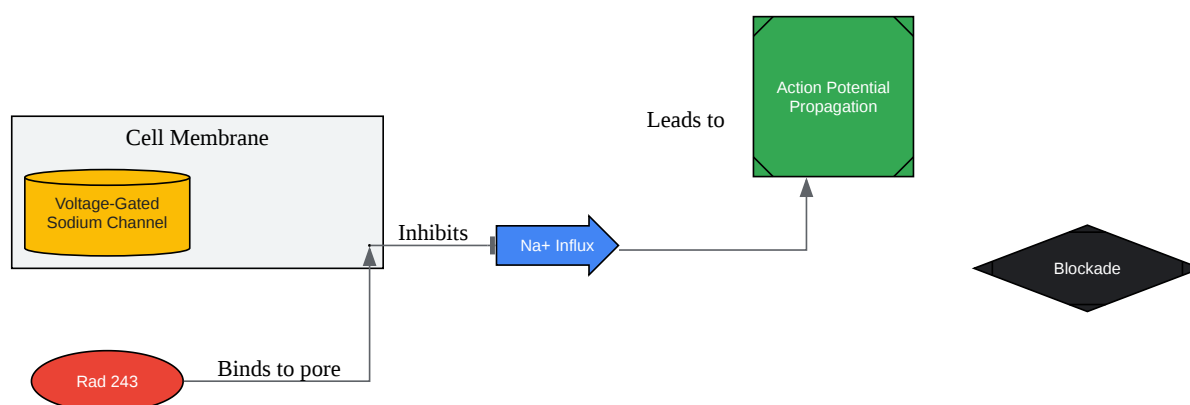 Cell Membrane
Voltage-Gated
Sodium Channel
Inhibits
Na+ Influx
Leads to
Action Potential
Propagation
Blockade
Rad 243
Binds to pore